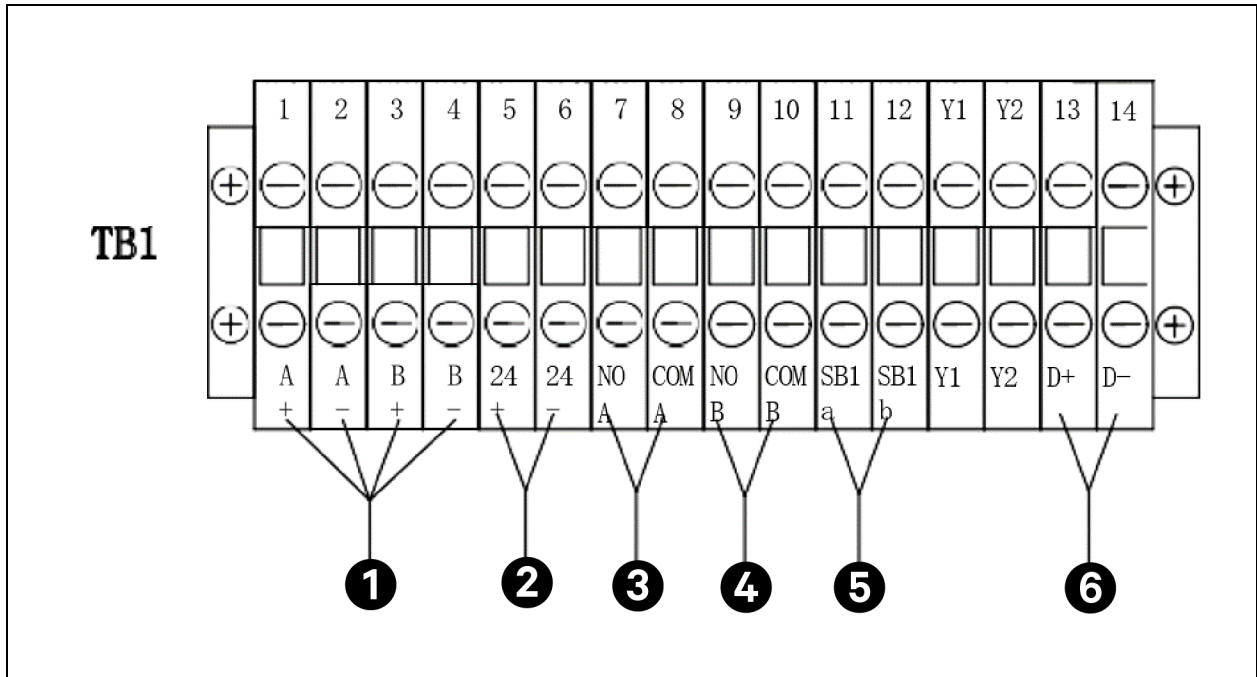 1 2 3 4 5 6 7 8 9 10 11 12 Y1 Y2 13 14
TB1
A A B B 24 24 NO COM NO COM SB1 SB1 Y1 Y2 D+ D-
+ - + - + - A A B B a b
1 2 3 4 5 6